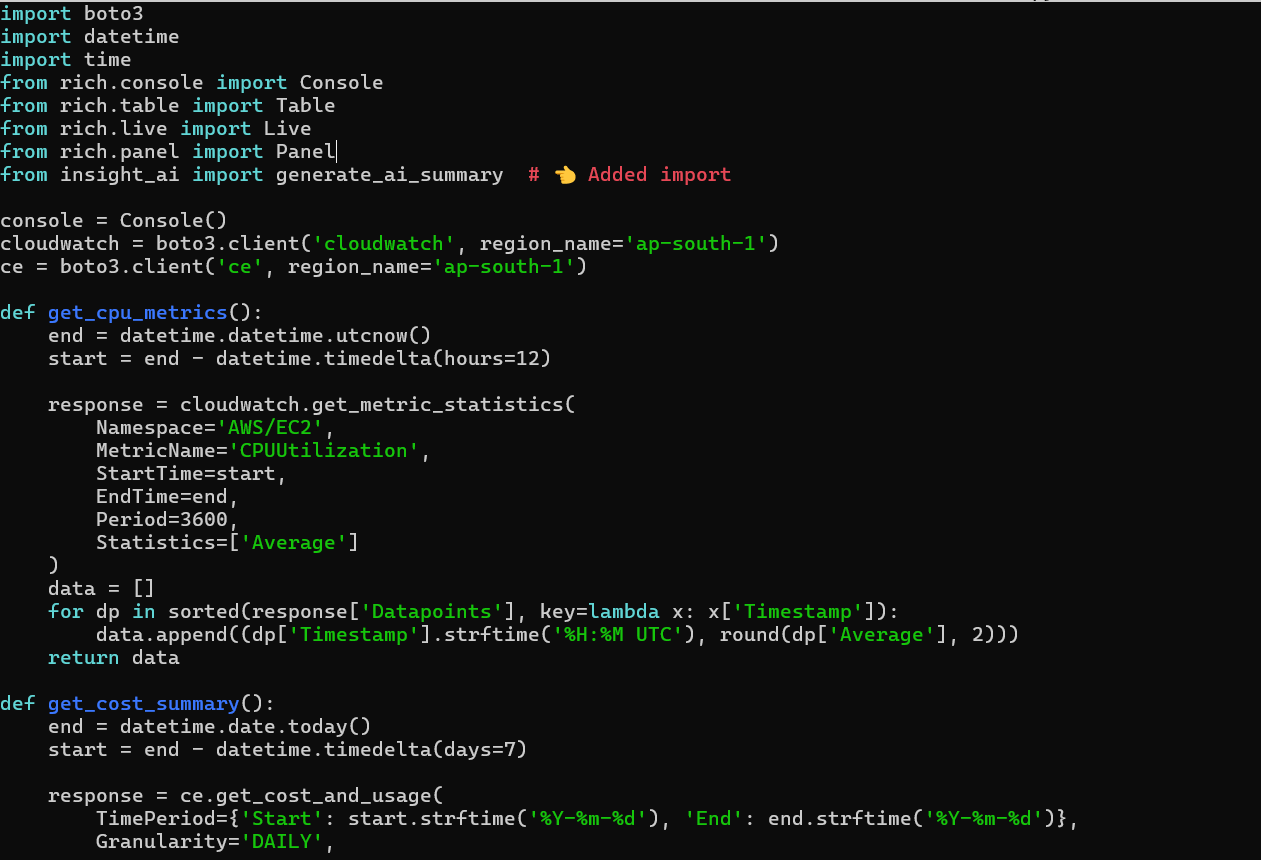 import boto3
import datetime
import time
from rich.console import Console
from rich.table import Table
from rich.live import Live
from rich.panel import Panel
from insight_ai import generate_ai_summary  # 👈 Added import

console = Console()
cloudwatch = boto3.client('cloudwatch', region_name='ap-south-1')
ce = boto3.client('ce', region_name='ap-south-1')

def get_cpu_metrics():
    end = datetime.datetime.utcnow()
    start = end - datetime.timedelta(hours=12)

    response = cloudwatch.get_metric_statistics(
        Namespace='AWS/EC2',
        MetricName='CPUUtilization',
        StartTime=start,
        EndTime=end,
        Period=3600,
        Statistics=['Average']
    )
    data = []
    for dp in sorted(response['Datapoints'], key=lambda x: x['Timestamp']):
        data.append((dp['Timestamp'].strftime('%H:%M UTC'), round(dp['Average'], 2)))
    return data

def get_cost_summary():
    end = datetime.date.today()
    start = end - datetime.timedelta(days=7)

    response = ce.get_cost_and_usage(
        TimePeriod={'Start': start.strftime('%Y-%m-%d'), 'End': end.strftime('%Y-%m-%d')},
        Granularity='DAILY',